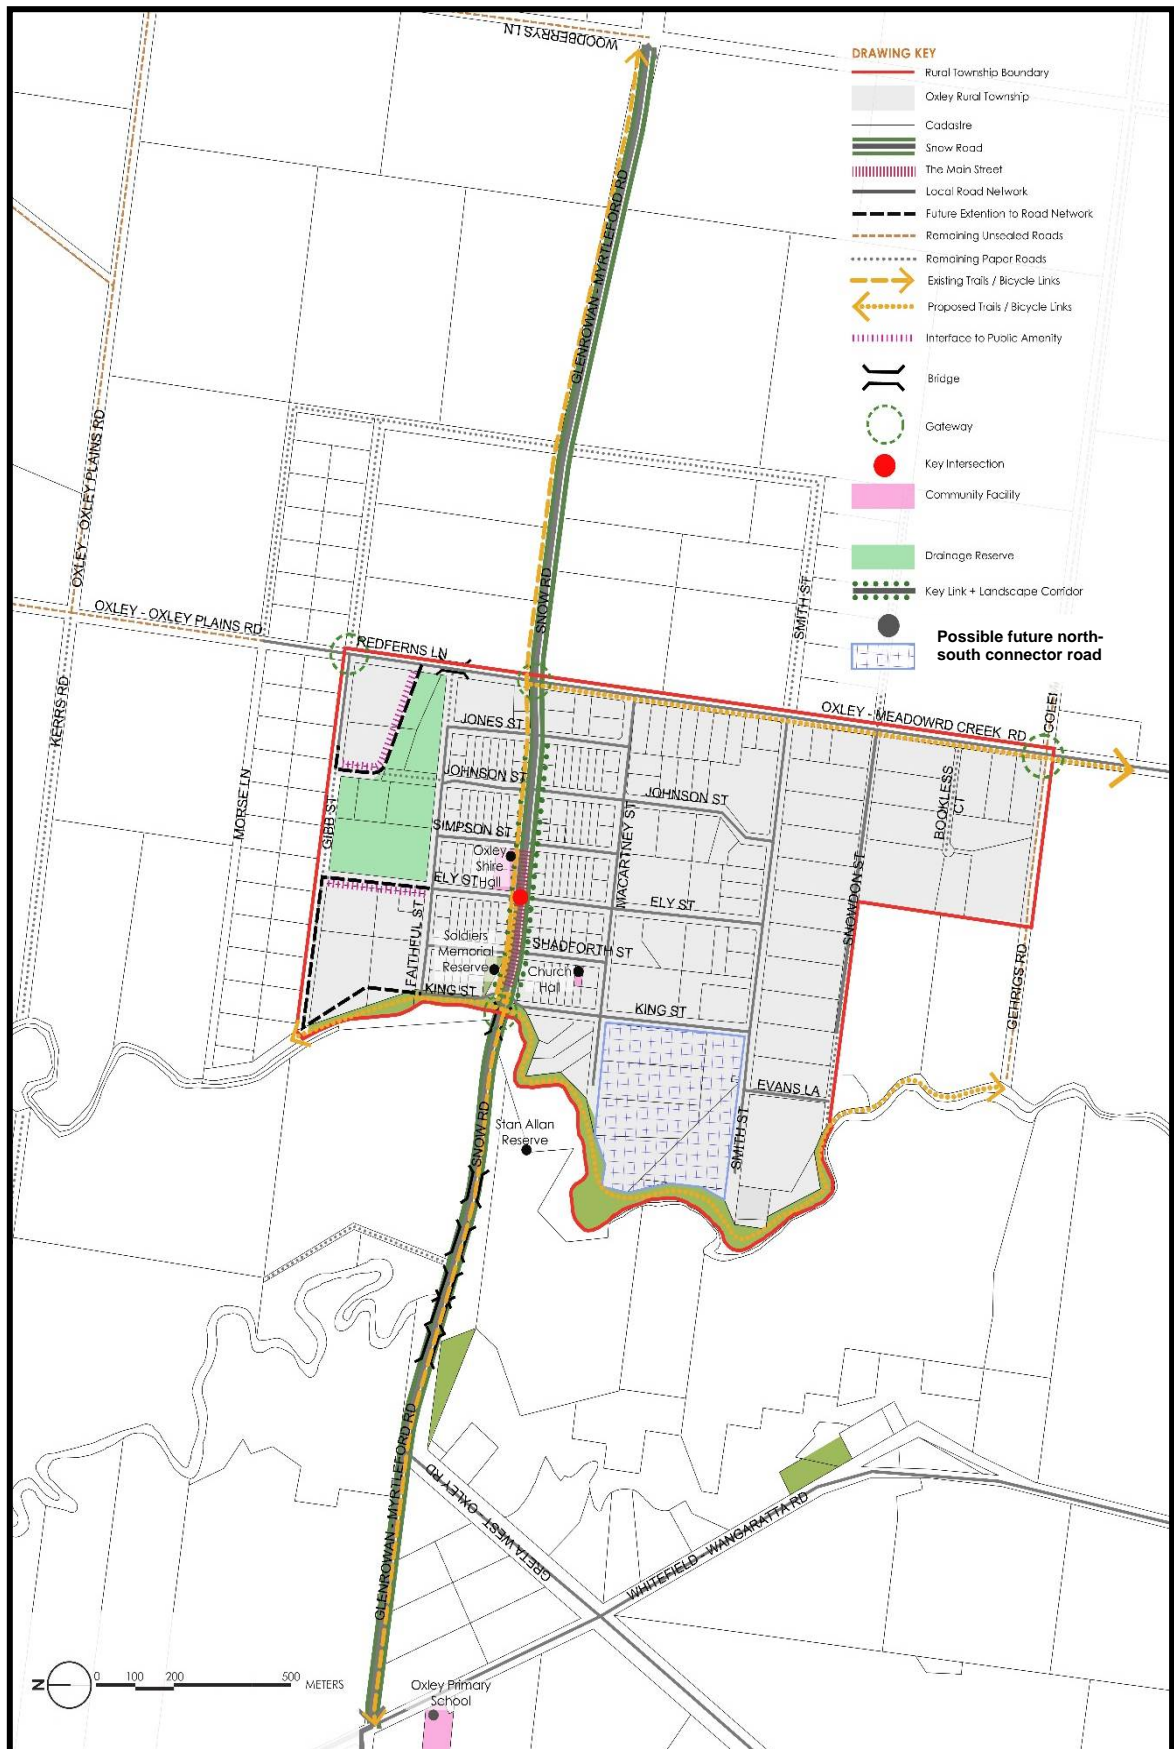 WOODBERRYS LN
DRAWING KEY
Rural Township Boundary
Oxley Rural Township
Cadastre
Snow Road
The Main Street
Local Road Network
Future Extention to Road Network
Remaining Unsealed Roads
Remaining Paper Roads
Existing Trails / Bicycle Links
Proposed Trails / Bicycle Links
Interface to Public Amenity
Bridge
Gateway
Key Intersection
Community Facility
Drainage Reserve
Key Link + Landscape Corridor
Possible future north-
south connector road
GLENROWAN - MYRTLEFORD RD
OXLEY - OXLEY PLAINS RD
SNOW RD
SMITH ST
OXLEY - OXLEY PLAINS RD
REDFERNS LN
KERRS RD
OXLEY - MEADOWRD CREEK RD
JONES ST
JOHNSON ST
JOHNSON ST
MORSE LN
GIBB ST
SIMPSON ST
MACARTNEY ST
BOOKLESS
CT
Oxley
Shire
Hall
ELY ST
ELY ST
SNOWDON ST
FAITHFUL ST
Soldiers
Memorial
Reserve
SHADFORTH ST
Church
Hall
KING ST
KING ST
GEHRIGS RD
EVANS LA
SMITH ST
SNOW RD
Stan Allan
Reserve
GLENROWAN - MYRTLEFORD RD
GRETA WEST - OXLEY RD
WHITEFIELD - WANGARATTA RD
N
0 100 200 500 METERS
Oxley Primary
School